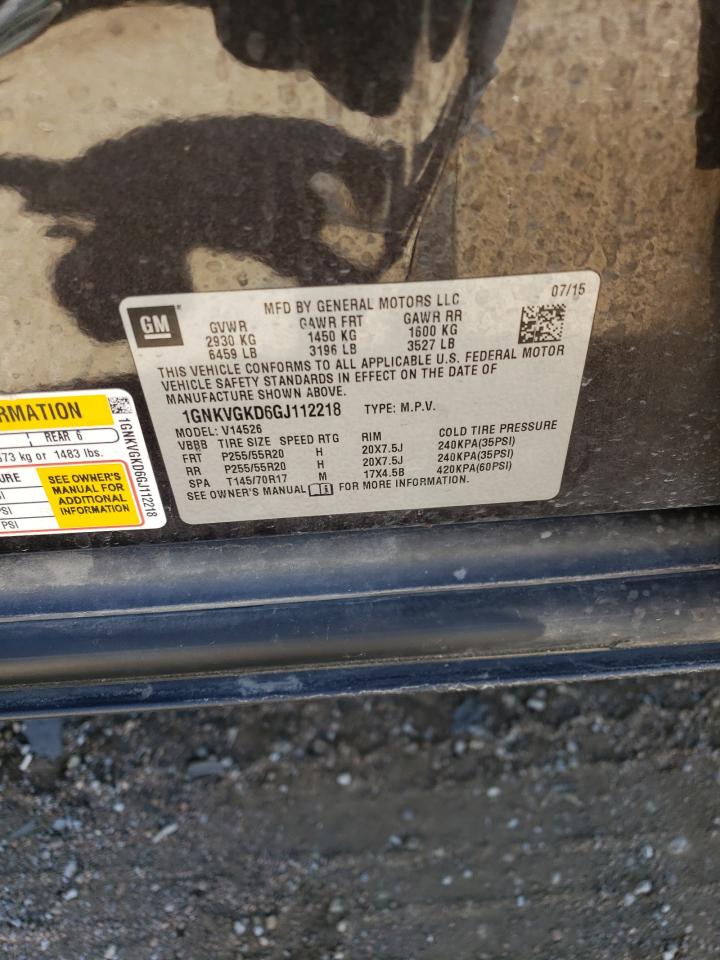 MFD BY GENERAL MOTORS LLC 07/15
GM
GVWR GAWR FRT GAWR RR
2930 KG 1450 KG 1600 KG
6459 LB 3196 LB 3527 LB
THIS VEHICLE CONFORMS TO ALL APPLICABLE U.S. FEDERAL MOTOR
VEHICLE SAFETY STANDARDS IN EFFECT ON THE DATE OF
MANUFACTURE SHOWN ABOVE.
1GNKVGKD6GJ112218 TYPE: M.P.V.
MODEL: V14526
VBBB TIRE SIZE SPEED RTG RIM COLD TIRE PRESSURE
FRT P255/55R20 H 20X7.5J 240KPA(35PSI)
RR P255/55R20 H 20X7.5J 240KPA(35PSI)
SPA T145/70R17 M 17X4.5B 420KPA(60PSI)
SEE OWNER'S MANUAL FOR MORE INFORMATION.
RMATION
REAR 6
673 kg or 1483 lbs.
URE
SI
PSI
PSI
SEE OWNER'S
MANUAL FOR
ADDITIONAL
INFORMATION
1GNKVGKD6GJ112218